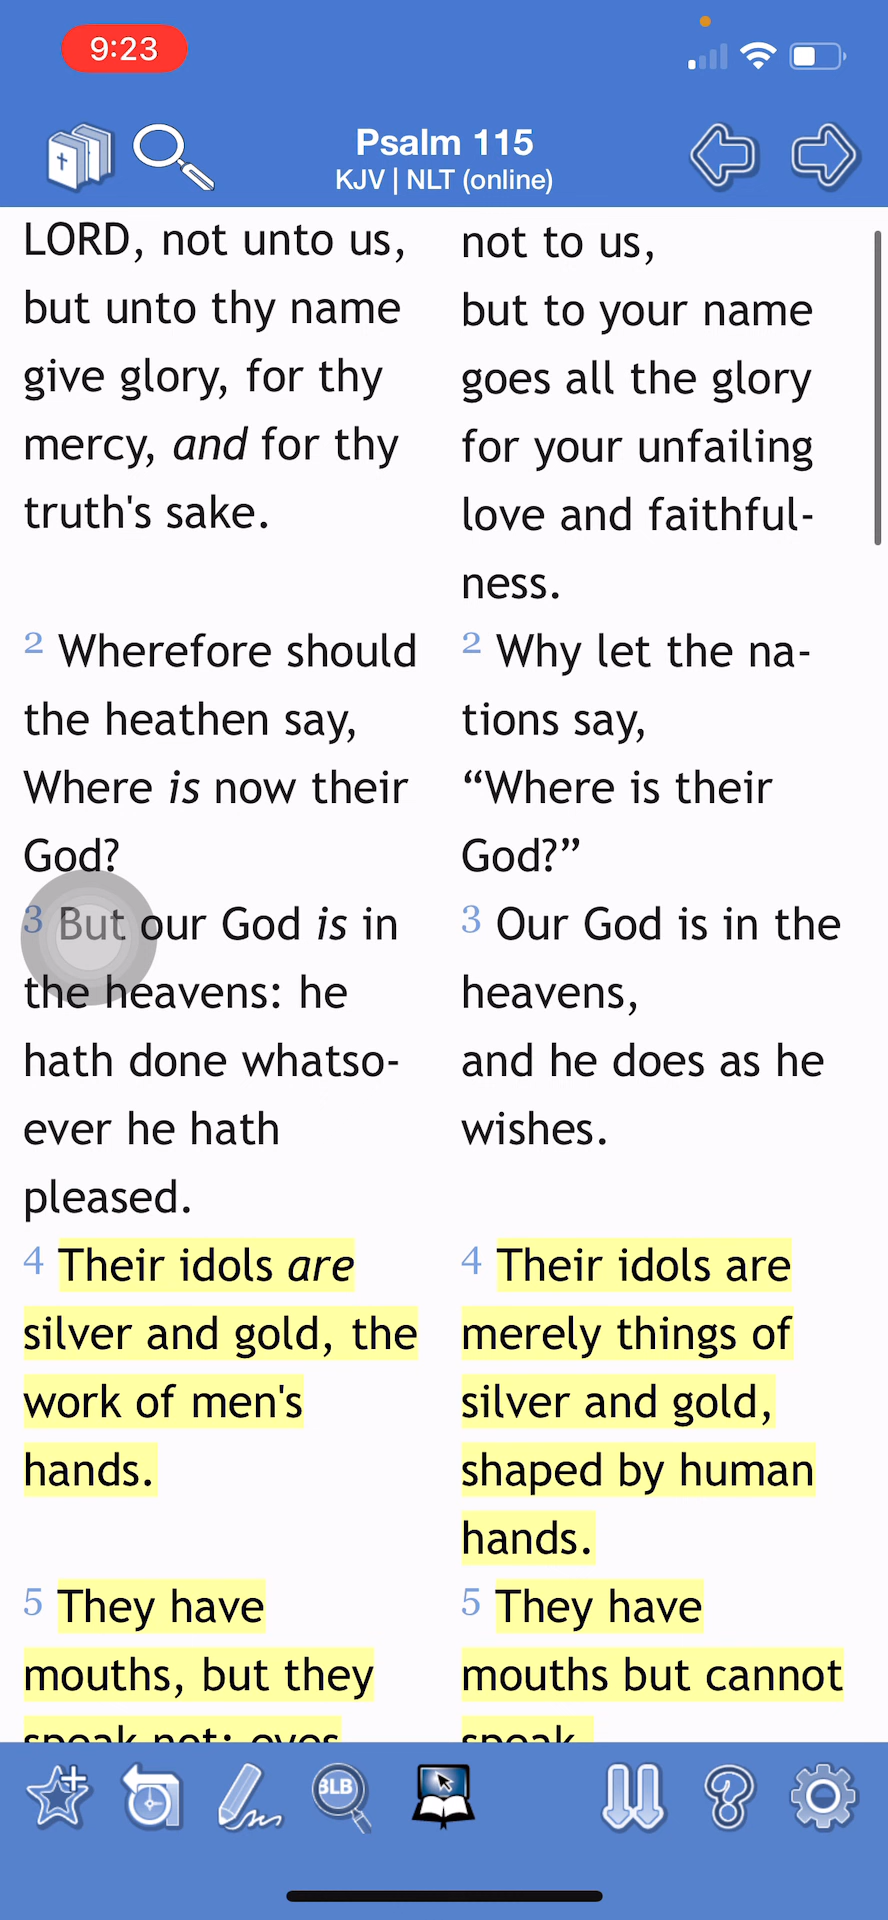 9:23
Psalm 115
KJV | NLT (online)
LORD, not unto us,
but unto thy name
give glory, for thy
mercy, and for thy
truth's sake.
2 Wherefore should
the heathen say,
Where is now their
God?
3 But our God is in
the heavens: he
hath done whatso-
ever he hath
pleased.
4 Their idols are
silver and gold, the
work of men's
hands.
5 They have
mouths, but they
speak not: eyes
not to us,
but to your name
goes all the glory
for your unfailing
love and faithful-
ness.
2 Why let the na-
tions say,
“Where is their
God?”
3 Our God is in the
heavens,
and he does as he
wishes.
4 Their idols are
merely things of
silver and gold,
shaped by human
hands.
5 They have
mouths but cannot
speak
BLB